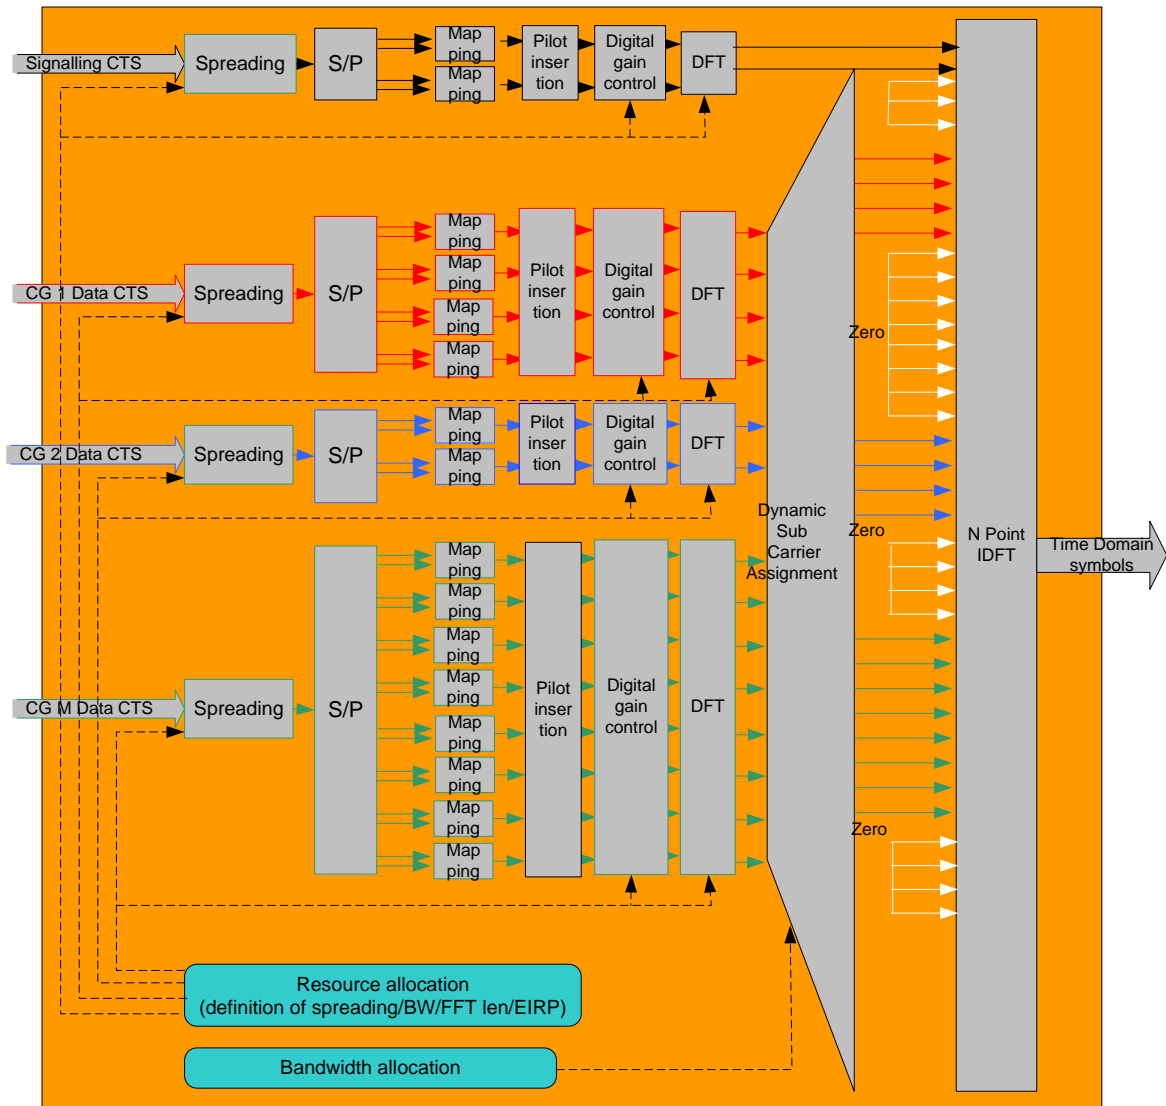 Signalling CTS
Spreading
S/P
Map
ping
Map
ping
Pilot
inser
tion
Digital
gain
control
DFT
CG 1 Data CTS
Spreading
S/P
Map
ping
Map
ping
Map
ping
Map
ping
Pilot
inser
tion
Digital
gain
control
DFT
Zero
CG 2 Data CTS
Spreading
S/P
Map
ping
Map
ping
Pilot
inser
tion
Digital
gain
control
DFT
Dynamic
Sub
Carrier
Assignment
Zero
N Point
IDFT
Time Domain
symbols
CG M Data CTS
Spreading
S/P
Map
ping
Map
ping
Map
ping
Map
ping
Map
ping
Map
ping
Map
ping
Map
ping
Pilot
inser
tion
Digital
gain
control
DFT
Zero
Resource allocation
(definition of spreading/BW/FFT len/EIRP)
Bandwidth allocation